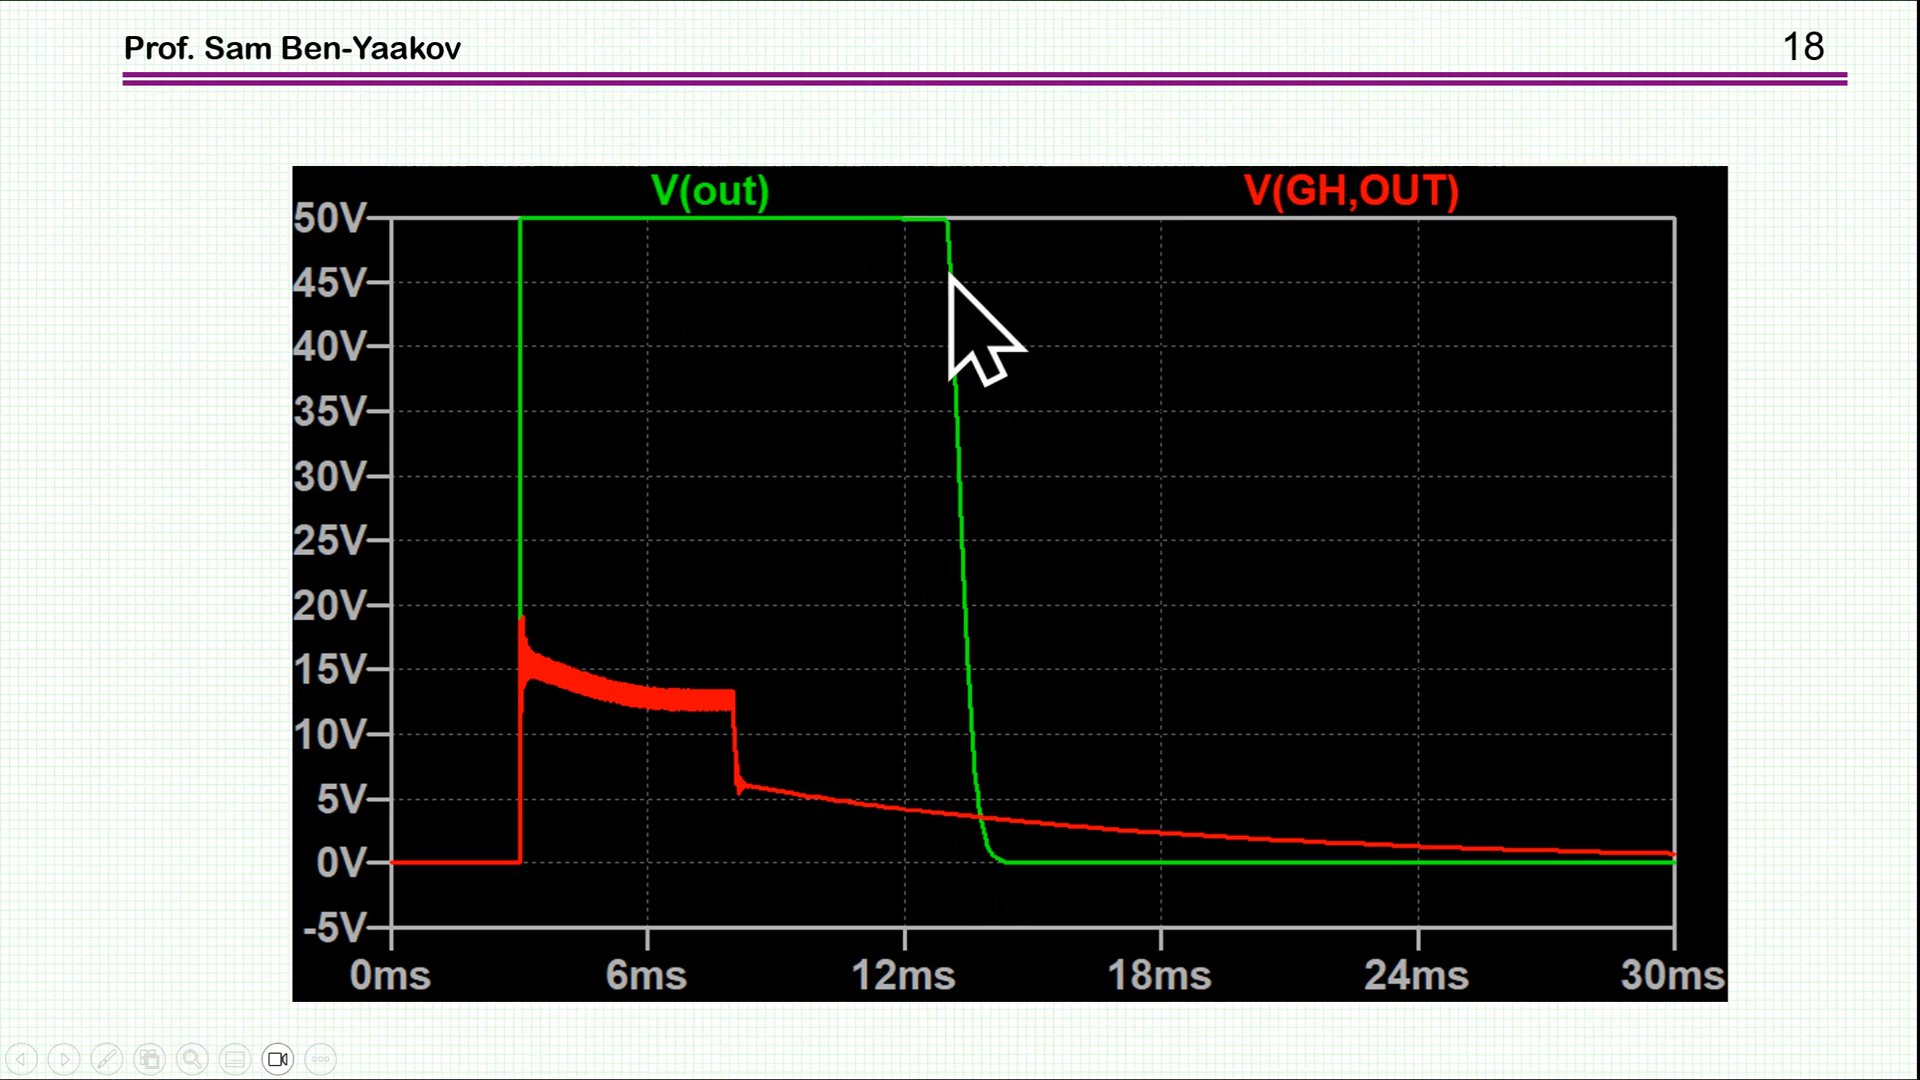 Prof. Sam Ben-Yaakov
18
V(out)
V(GH,OUT)
50V
45V
40V
35V
30V
25V
20V
15V
10V
5V
0V
-5V
0ms
6ms
12ms
18ms
24ms
30ms